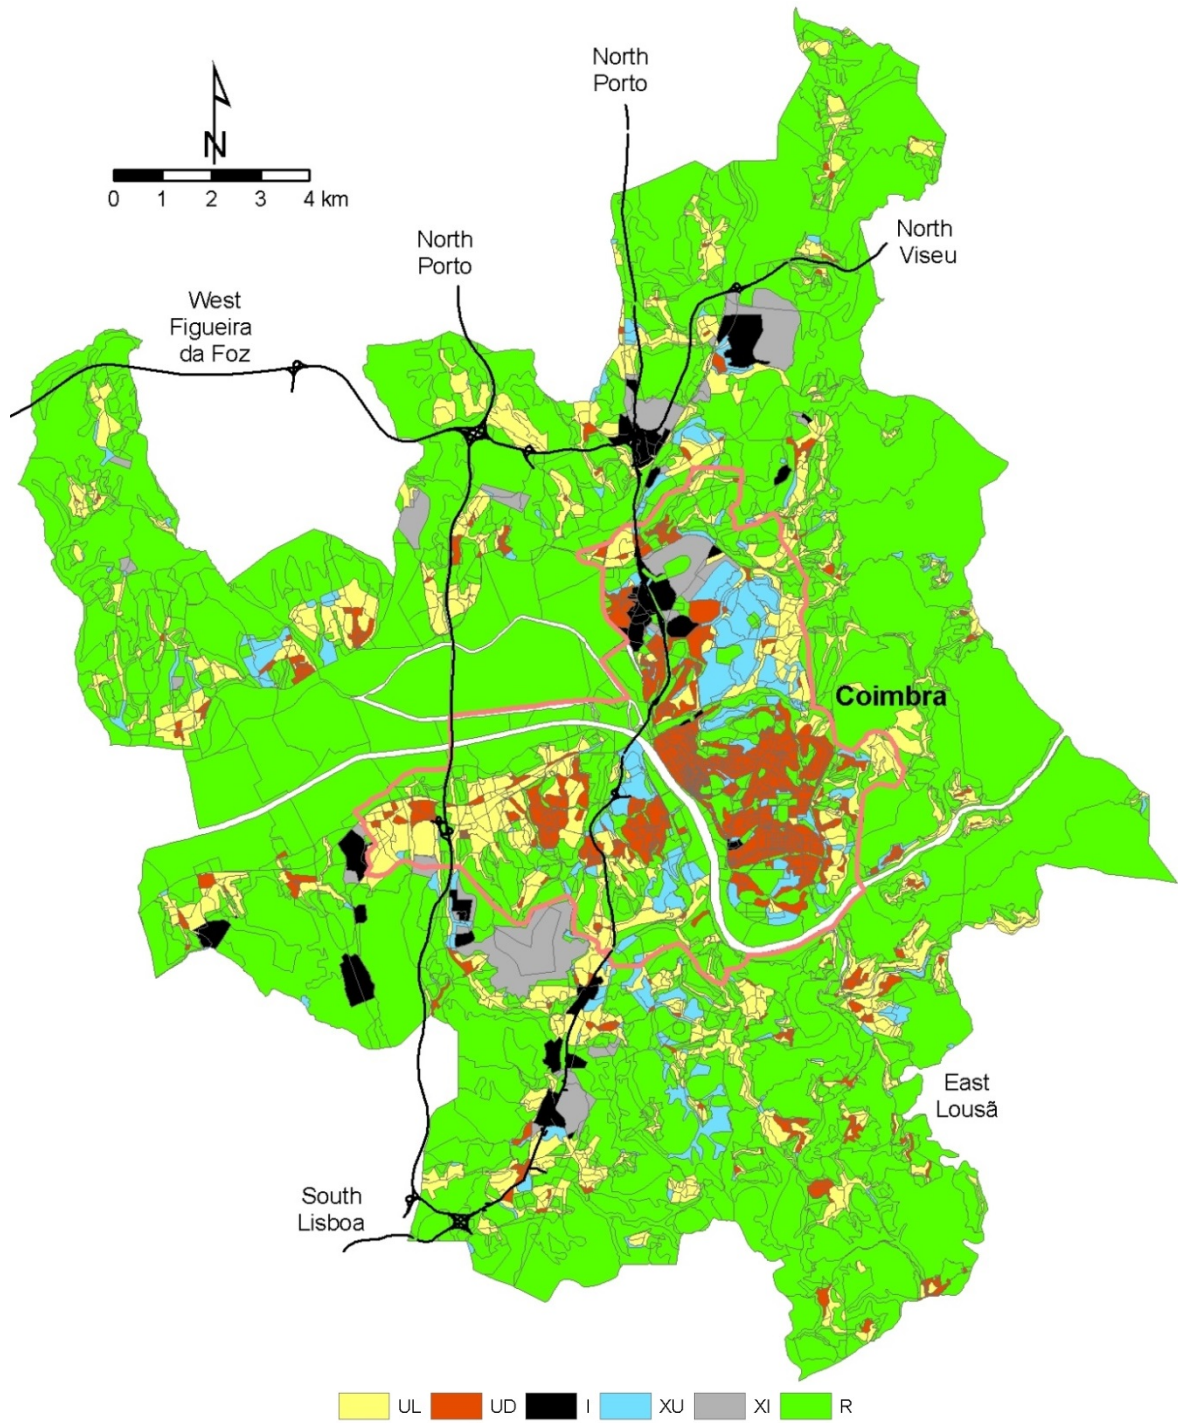 North
Porto
N
0 1 2 3 4 km
North
Viseu
North
Porto
West
Figueira
da Foz
Coimbra
East
Lousã
South
Lisboa
UL UD I XU XI R